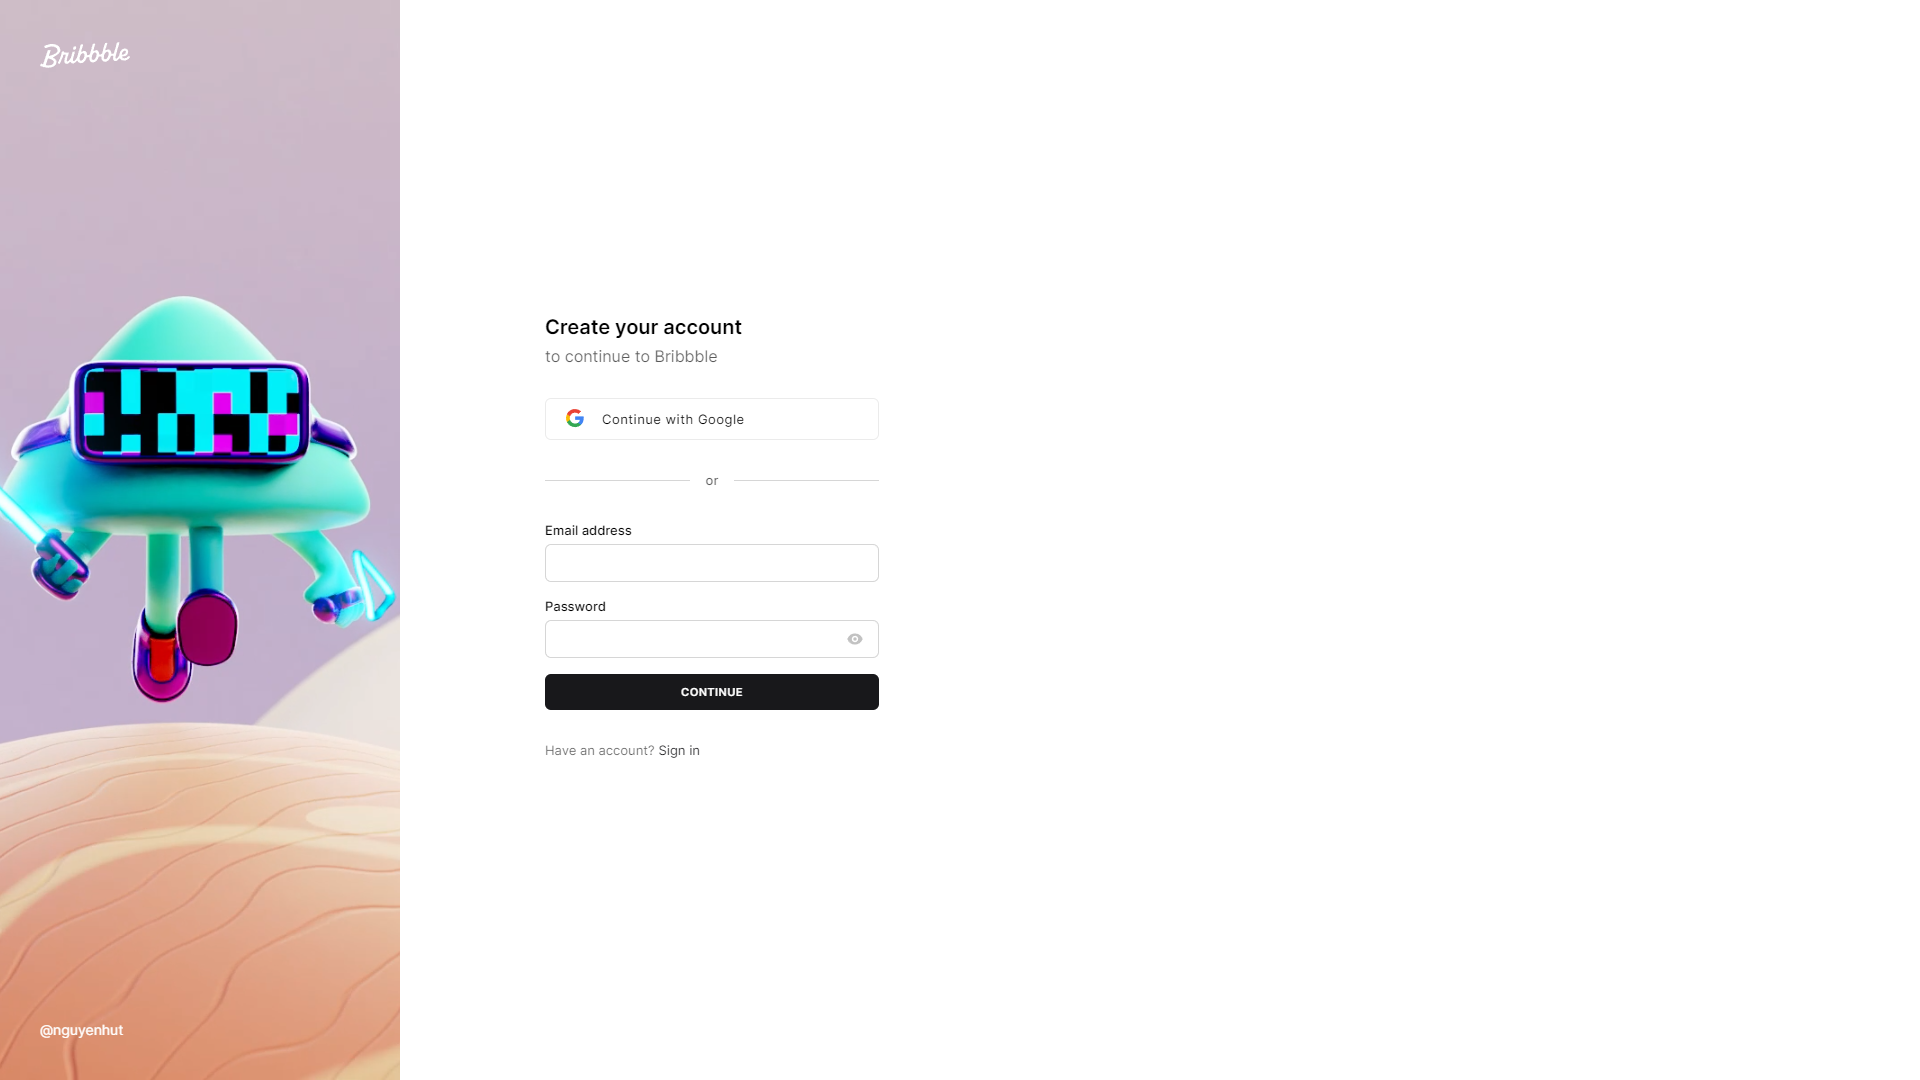 Bribbble
Create your account
to continue to Bribbble
Continue with Google
or
Email address
Password
CONTINUE
Have an account? Sign in
@nguyenhut